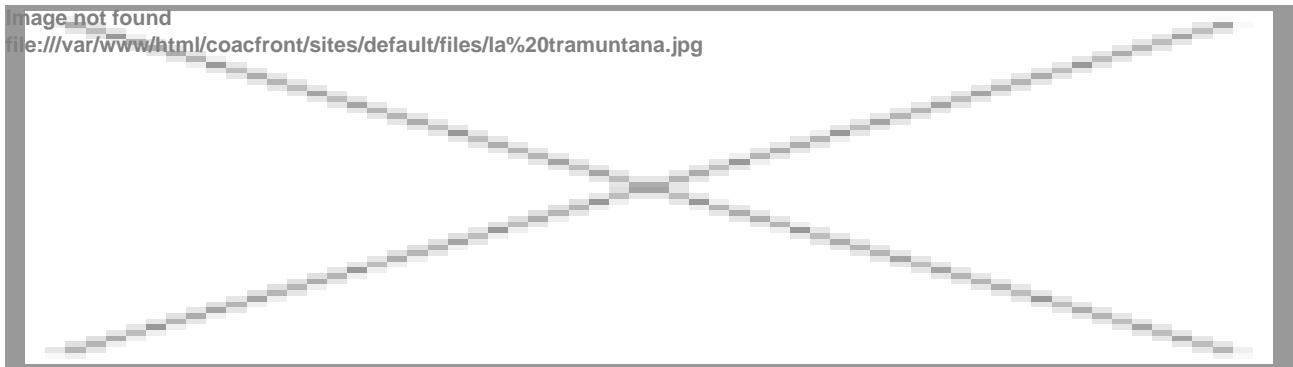 Image not found
file:///var/www/html/coacfront/sites/default/files/la%20tramuntana.jpg